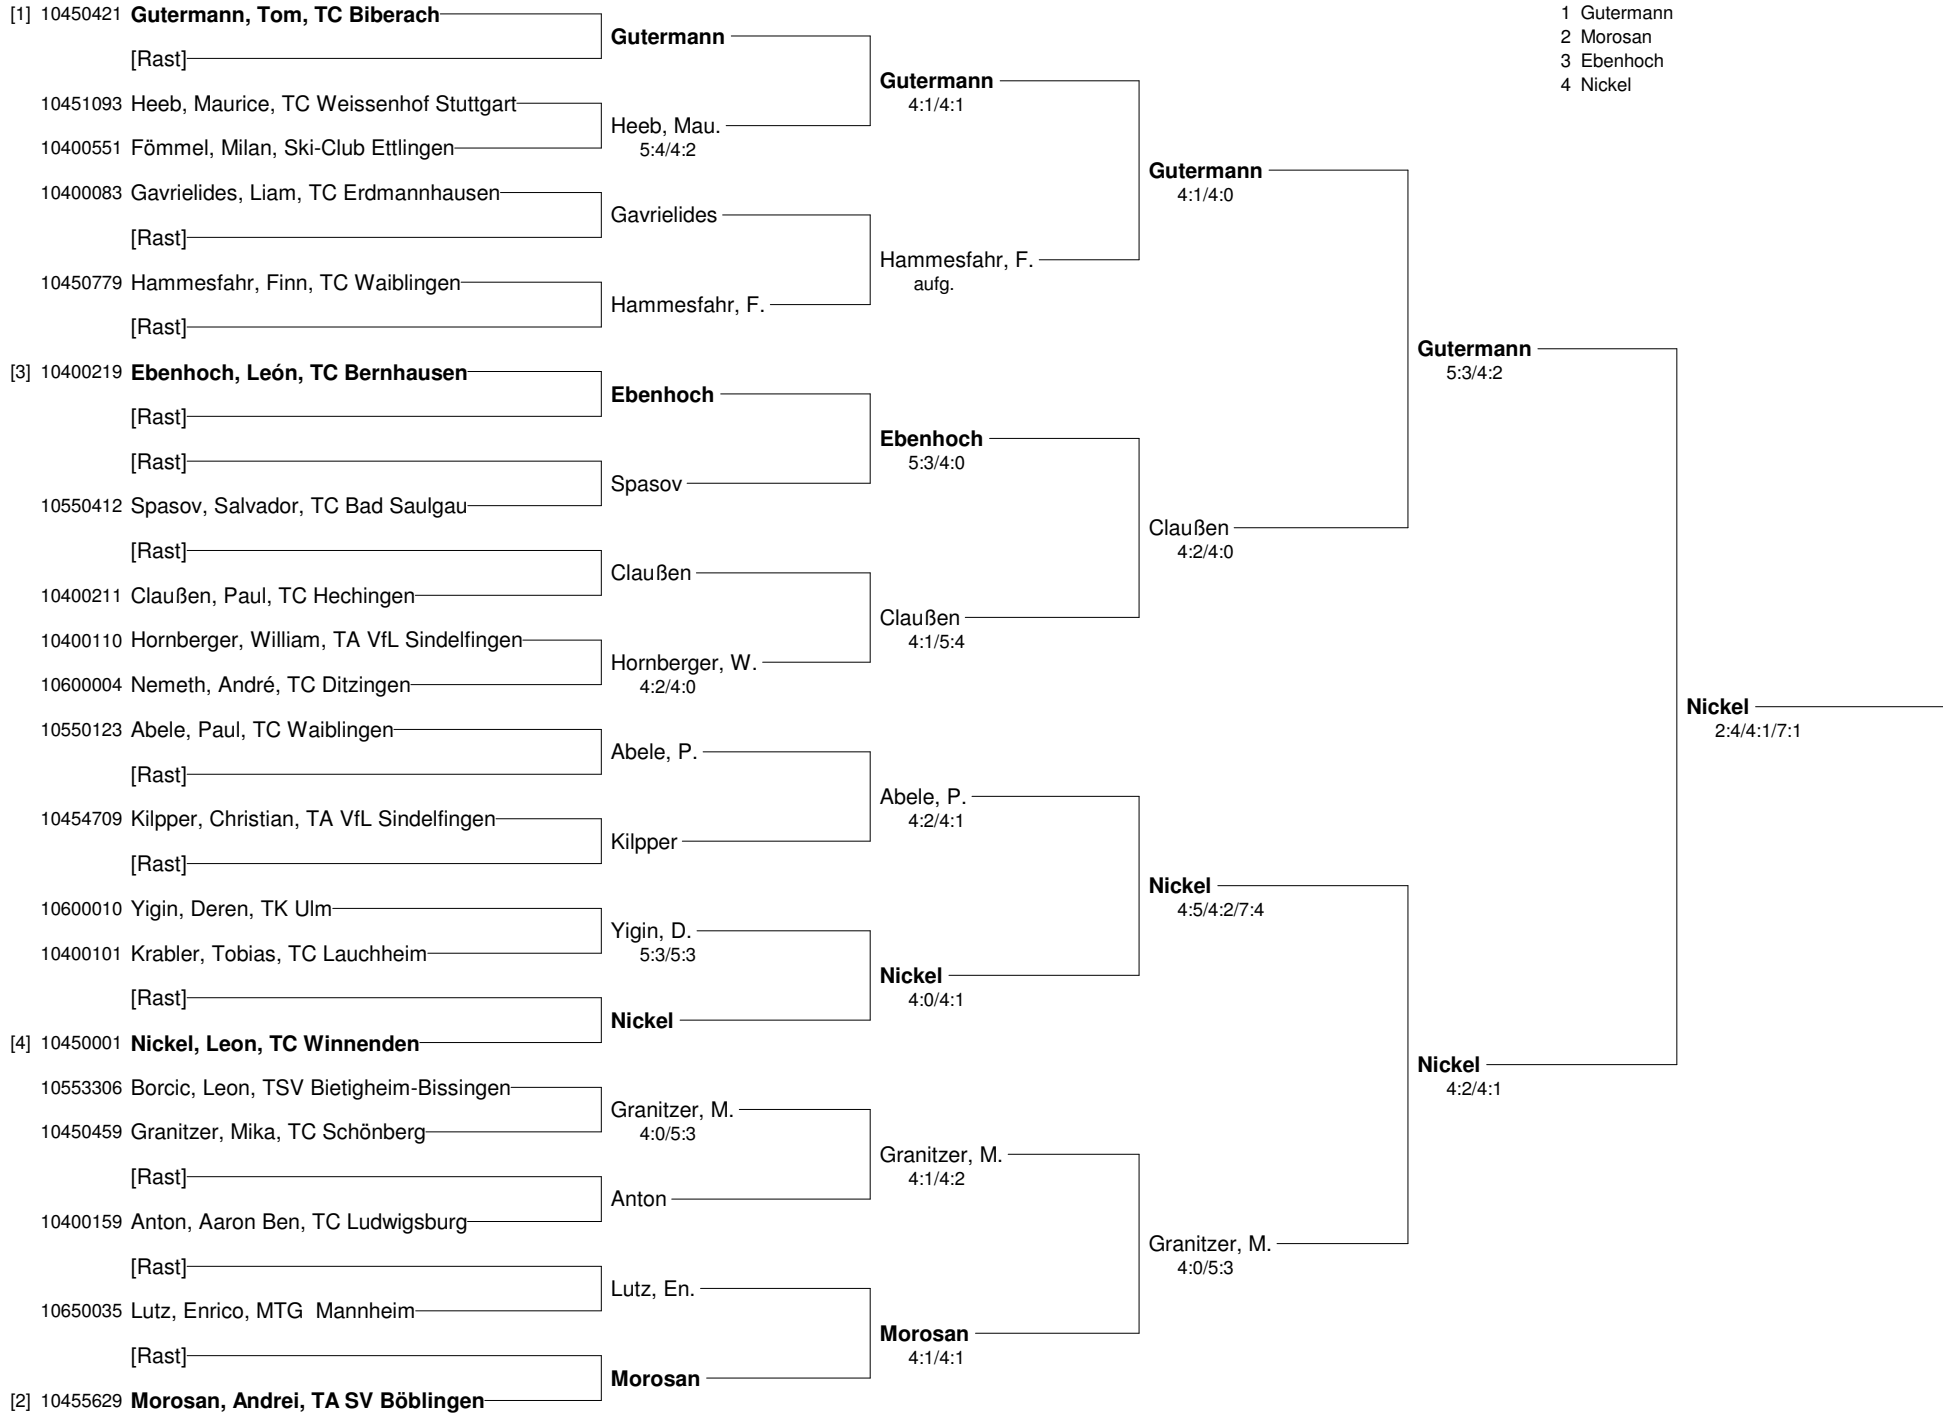 [1] 10450421 Gutermann, Tom, TC Biberach
[Rast]
10451093 Heeb, Maurice, TC Weissenhof Stuttgart
10400551 Fömmel, Milan, Ski-Club Ettlingen
10400083 Gavrielides, Liam, TC Erdmannhausen
[Rast]
10450779 Hammesfahr, Finn, TC Waiblingen
[Rast]
[3] 10400219 Ebenhoch, León, TC Bernhausen
[Rast]
[Rast]
10550412 Spasov, Salvador, TC Bad Saulgau
[Rast]
10400211 Claußen, Paul, TC Hechingen
10400110 Hornberger, William, TA VfL Sindelfingen
10600004 Nemeth, André, TC Ditzingen
10550123 Abele, Paul, TC Waiblingen
[Rast]
10454709 Kilpper, Christian, TA VfL Sindelfingen
[Rast]
10600010 Yigin, Deren, TK Ulm
10400101 Krabler, Tobias, TC Lauchheim
[Rast]
[4] 10450001 Nickel, Leon, TC Winnenden
10553306 Borcic, Leon, TSV Bietigheim-Bissingen
10450459 Granitzer, Mika, TC Schönberg
[Rast]
10400159 Anton, Aaron Ben, TC Ludwigsburg
[Rast]
10650035 Lutz, Enrico, MTG Mannheim
[Rast]
[2] 10455629 Morosan, Andrei, TA SV Böblingen
Gutermann
Heeb, Mau.
5:4/4:2
Gavrielides
Hammesfahr, F.
Ebenhoch
Spasov
Claußen
Hornberger, W.
4:2/4:0
Abele, P.
Kilpper
Yigin, D.
5:3/5:3
Nickel
Granitzer, M.
4:0/5:3
Anton
Lutz, En.
Morosan
Gutermann
4:1/4:1
Hammesfahr, F.
aufg.
Ebenhoch
5:3/4:0
Claußen
4:1/5:4
Abele, P.
4:2/4:1
Nickel
4:0/4:1
Granitzer, M.
4:1/4:2
Morosan
4:1/4:1
Gutermann
4:1/4:0
Claußen
4:2/4:0
Nickel
4:5/4:2/7:4
Granitzer, M.
4:0/5:3
Gutermann
5:3/4:2
Nickel
4:2/4:1
Nickel
2:4/4:1/7:1
1 Gutermann
2 Morosan
3 Ebenhoch
4 Nickel